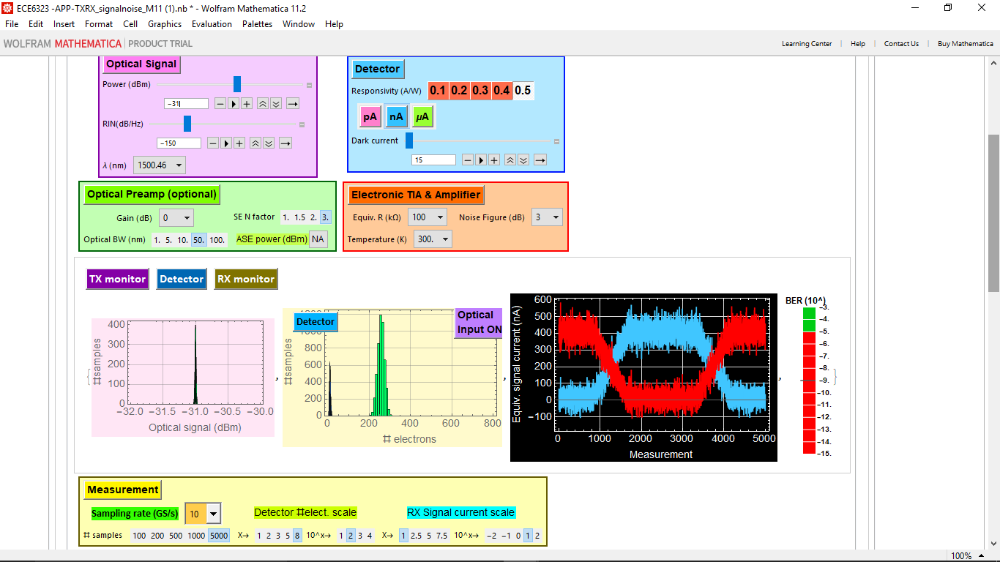 ECE6323 -APP-TXRX_signalnoise_M11 (1).nb * - Wolfram Mathematica 11.2
File Edit Insert Format Cell Graphics Evaluation Palettes Window Help
WOLFRAM MATHEMATICA | PRODUCT TRIAL Learning Center | Help | Contact Us | Buy Mathematica
Optical Signal
Power (dBm)
-31
RIN(dB/Hz)
-150
λ (nm) 1500.46
Detector
Responsivity (A/W) 0.1 0.2 0.3 0.4 0.5
pA nA μA
Dark current
15
Optical Preamp (optional)
Gain (dB) 0 SE N factor 1. 1.5 2. 3.
Optical BW (nm) 1. 5. 10. 50. 100. ASE power (dBm) NA
Electronic TIA & Amplifier
Equiv. R (kΩ) 100 Noise Figure (dB) 3
Temperature (K) 300.
TX monitor Detector RX monitor
{
#samples
400
300
200
100
0
-32.0 -31.5 -31.0 -30.5 -30.0
Optical signal (dBm)
,
Detector
Optical
Input ON
#samples
1000
800
600
400
200
0
0 200 400 600 800
# electrons
,
Equiv. signal current (nA)
600
500
400
300
200
100
0
-100
0 1000 2000 3000 4000 5000
Measurement
,
BER (10^)
-3.
-4.
-5.
-6.
-7.
-8.
-9.
-10.
-11.
-12.
-13.
-14.
-15.
}
Measurement
Sampling rate (GS/s) 10 Detector #elect. scale RX Signal current scale
# samples 100 200 500 1000 5000 X→ 1 2 3 5 8 10^x→ 1 2 3 4 X→ 1 2.5 5 7.5 10^x→ -2 -1 0 1 2
100%